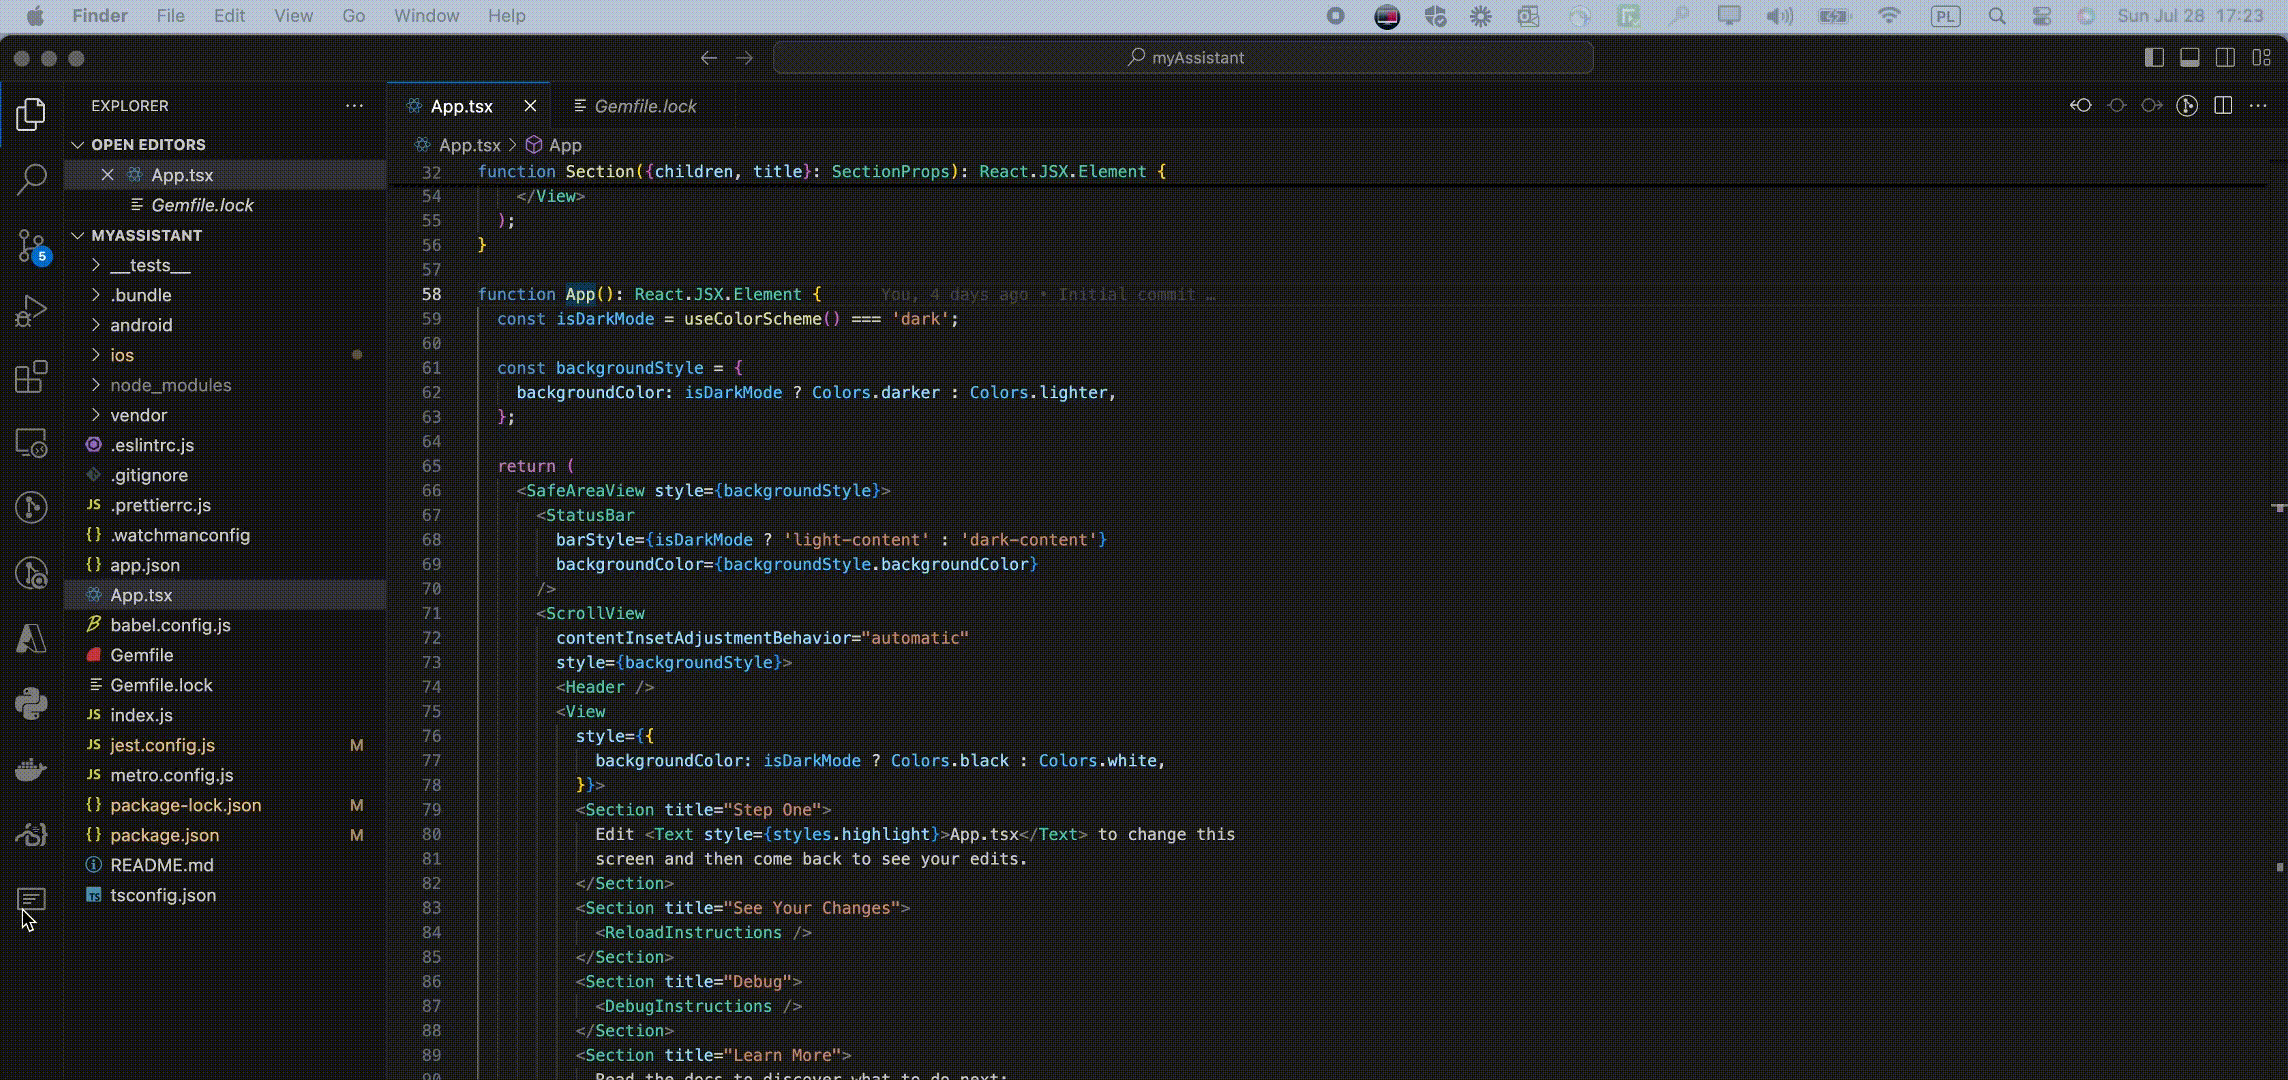 Finder File Edit View Go Window Help PL Sun Jul 28 17:23
myAssistant
EXPLORER
OPEN EDITORS
App.tsx
Gemfile.lock
5
MYASSISTANT
__tests__
.bundle
android
ios
node_modules
vendor
.eslintrc.js
.gitignore
JS .prettierrc.js
{} .watchmanconfig
{} app.json
App.tsx
babel.config.js
Gemfile
Gemfile.lock
JS index.js
JS jest.config.js M
JS metro.config.js
{} package-lock.json M
{} package.json M
README.md
TS tsconfig.json
App.tsx Gemfile.lock
App.tsx > App
32 function Section({children, title}: SectionProps): React.JSX.Element {
54 </View>
55 );
56 }
57
58 function App(): React.JSX.Element { You, 4 days ago • Initial commit …
59 const isDarkMode = useColorScheme() === 'dark';
60
61 const backgroundStyle = {
62 backgroundColor: isDarkMode ? Colors.darker : Colors.lighter,
63 };
64
65 return (
66 <SafeAreaView style={backgroundStyle}>
67 <StatusBar
68 barStyle={isDarkMode ? 'light-content' : 'dark-content'}
69 backgroundColor={backgroundStyle.backgroundColor}
70 />
71 <ScrollView
72 contentInsetAdjustmentBehavior="automatic"
73 style={backgroundStyle}>
74 <Header />
75 <View
76 style={{
77 backgroundColor: isDarkMode ? Colors.black : Colors.white,
78 }}>
79 <Section title="Step One">
80 Edit <Text style={styles.highlight}>App.tsx</Text> to change this
81 screen and then come back to see your edits.
82 </Section>
83 <Section title="See Your Changes">
84 <ReloadInstructions />
85 </Section>
86 <Section title="Debug">
87 <DebugInstructions />
88 </Section>
89 <Section title="Learn More">
90 Read the docs to discover what to do next: